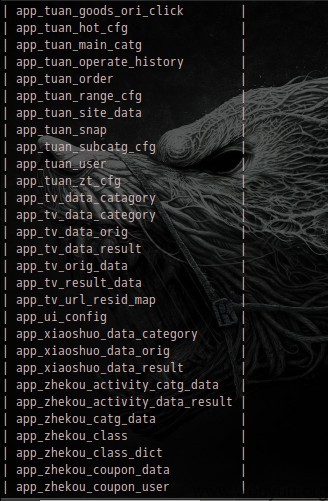 | app_tuan_goods_ori_click |
| app_tuan_hot_cfg |
| app_tuan_main_catg |
| app_tuan_operate_history |
| app_tuan_order |
| app_tuan_range_cfg |
| app_tuan_site_data |
| app_tuan_snap |
| app_tuan_subcatg_cfg |
| app_tuan_user |
| app_tuan_zt_cfg |
| app_tv_data_catagory |
| app_tv_data_category |
| app_tv_data_orig |
| app_tv_data_result |
| app_tv_orig_data |
| app_tv_result_data |
| app_tv_url_resid_map |
| app_ui_config |
| app_xiaoshuo_data_category |
| app_xiaoshuo_data_orig |
| app_xiaoshuo_data_result |
| app_zhekou_activity_catg_data |
| app_zhekou_activity_data_result |
| app_zhekou_catg_data |
| app_zhekou_class |
| app_zhekou_class_dict |
| app_zhekou_coupon_data |
| app_zhekou_coupon_user |